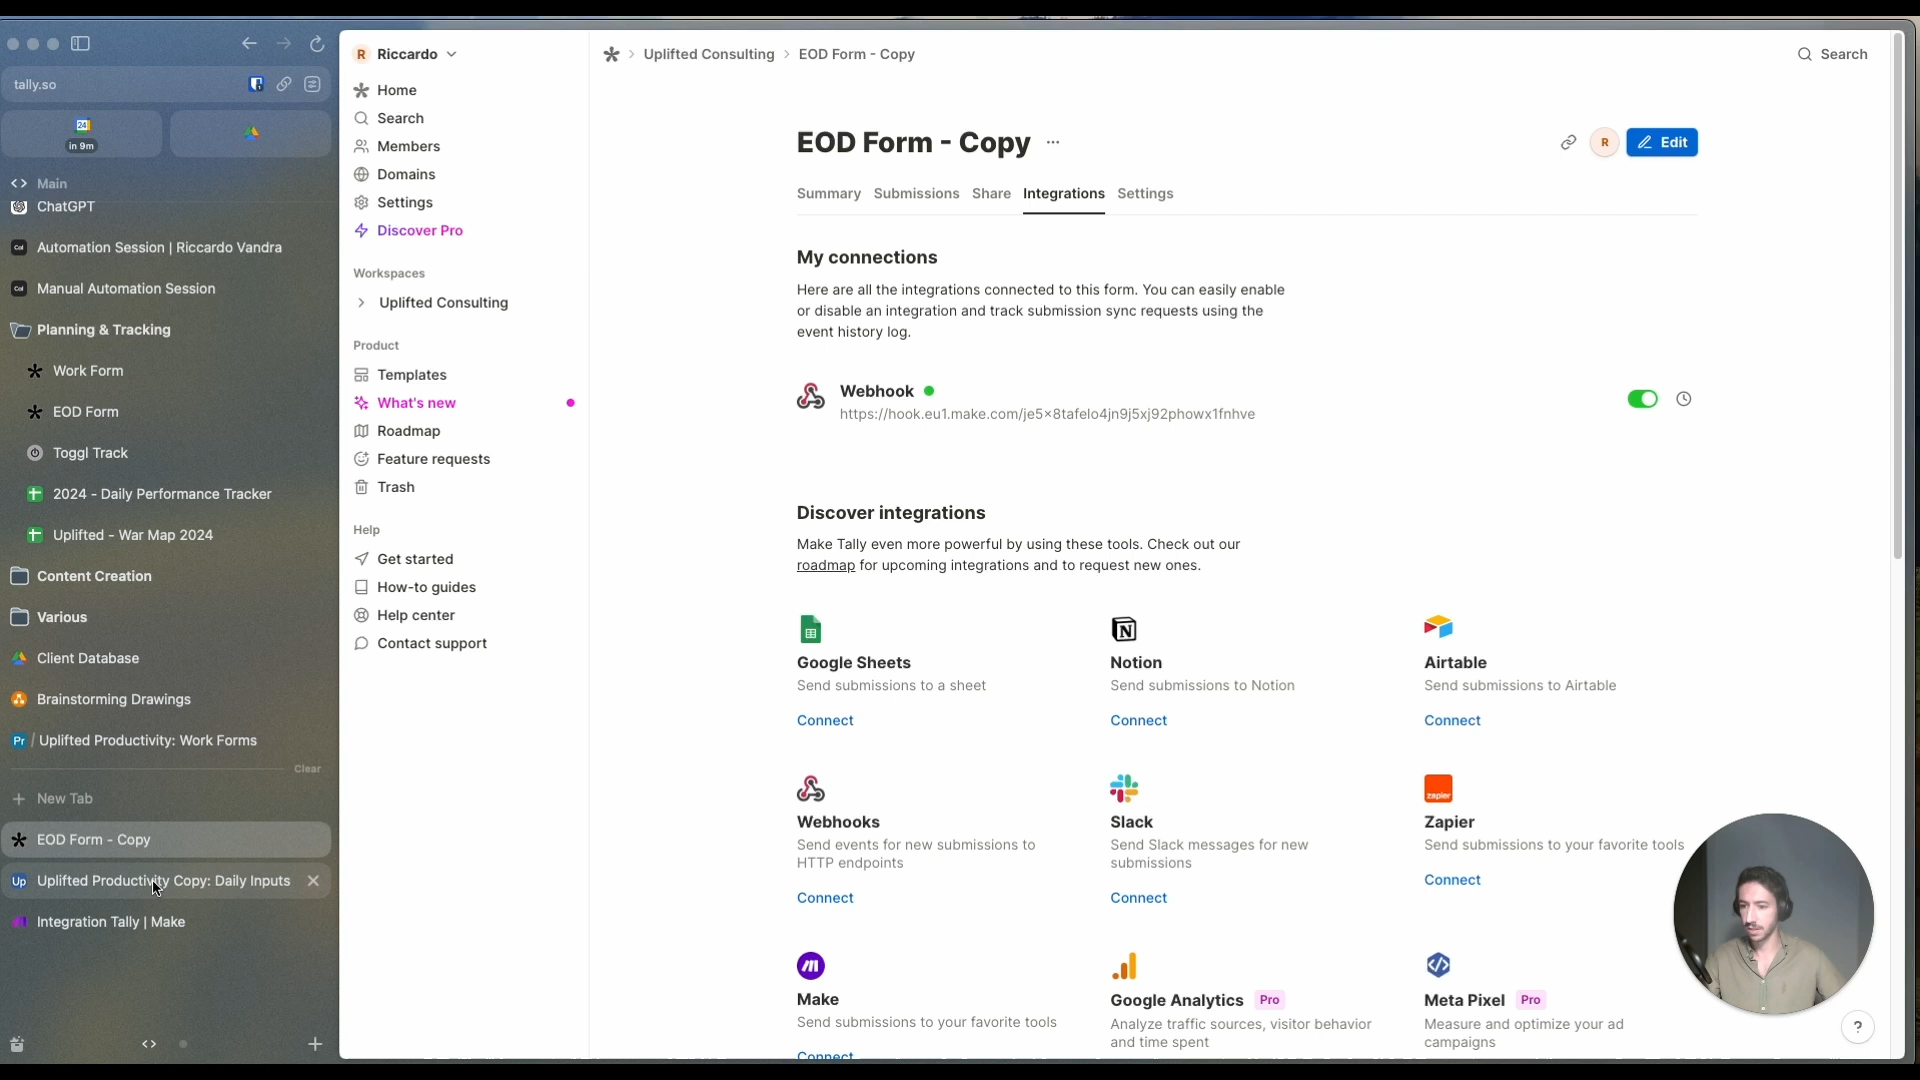 tally.so
24
in 9m
Main
ChatGPT
Automation Session | Riccardo Vandra
Manual Automation Session
Planning & Tracking
Work Form
EOD Form
Toggl Track
2024 - Daily Performance Tracker
Uplifted - War Map 2024
Content Creation
Various
Client Database
Brainstorming Drawings
Pr / Uplifted Productivity: Work Forms
Clear
New Tab
EOD Form - Copy
Up Uplifted Productivity Copy: Daily Inputs
Integration Tally | Make
R Riccardo
Home
Search
Members
Domains
Settings
Discover Pro
Workspaces
Uplifted Consulting
Product
Templates
What's new
Roadmap
Feature requests
Trash
Help
Get started
How-to guides
Help center
Contact support
Uplifted Consulting > EOD Form - Copy
Search
EOD Form - Copy
R
Edit
Summary Submissions Share Integrations Settings
My connections
Here are all the integrations connected to this form. You can easily enable
or disable an integration and track submission sync requests using the
event history log.
Webhook
https://hook.eu1.make.com/je5x8tafelo4jn9j5xj92phowx1fnhve
Discover integrations
Make Tally even more powerful by using these tools. Check out our
roadmap for upcoming integrations and to request new ones.
Google Sheets
Send submissions to a sheet
Connect
Notion
Send submissions to Notion
Connect
Airtable
Send submissions to Airtable
Connect
Webhooks
Send events for new submissions to
HTTP endpoints
Connect
Slack
Send Slack messages for new
submissions
Connect
zapier
Zapier
Send submissions to your favorite tools
Connect
Make
Send submissions to your favorite tools
Connect
Google Analytics Pro
Analyze traffic sources, visitor behavior
and time spent
Meta Pixel Pro
Measure and optimize your ad
campaigns
?